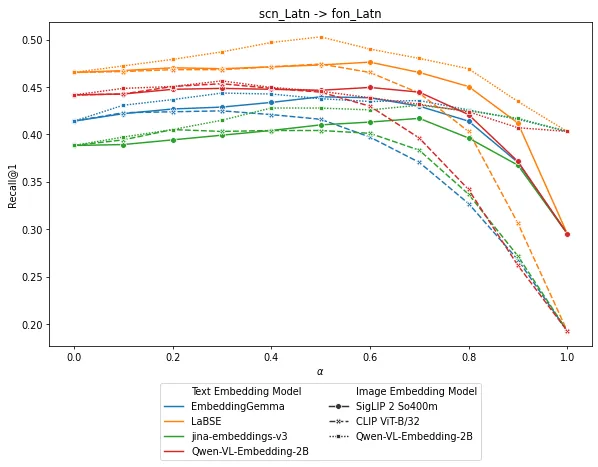 scn_Latn -> fon_Latn
Recall@1
0.50
0.45
0.40
0.35
0.30
0.25
0.20
0.0
0.2
0.4
0.6
0.8
1.0
α
Text Embedding Model
EmbeddingGemma
LaBSE
jina-embeddings-v3
Qwen-VL-Embedding-2B
Image Embedding Model
SigLIP 2 So400m
CLIP ViT-B/32
Qwen-VL-Embedding-2B